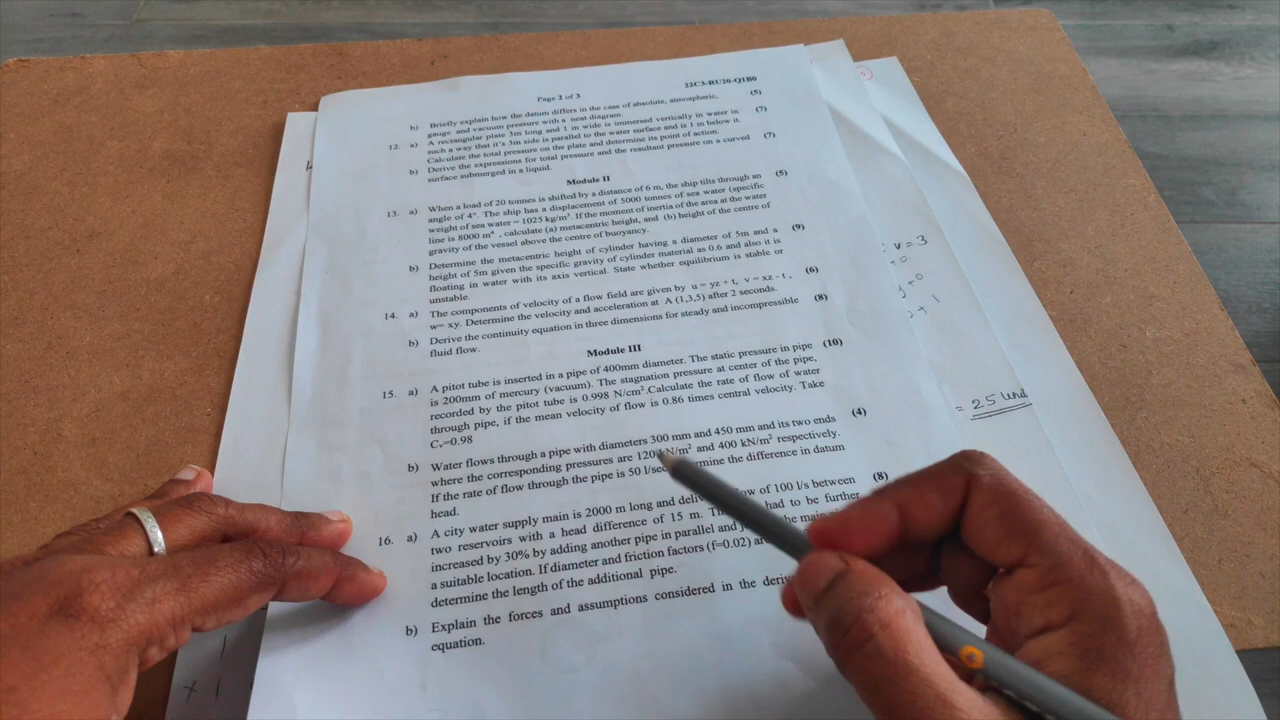 Page 2 of 3
22C3-RU20-Q1B0
b) Briefly explain how the datum differs in the case of absolute, atmospheric, (5)
gauge and vacuum pressure with a neat diagram.
12. a) A rectangular plate 3m long and 1 m wide is immersed vertically in water in (7)
such a way that it's 3m side is parallel to the water surface and is 1 m below it.
Calculate the total pressure on the plate and determine its point of action.
b) Derive the expressions for total pressure and the resultant pressure on a curved (7)
surface submerged in a liquid.
Module II
13. a) When a load of 20 tonnes is shifted by a distance of 6 m, the ship tilts through an (5)
angle of 4°. The ship has a displacement of 5000 tonnes of sea water (specific
weight of sea water = 1025 kg/m³. If the moment of inertia of the area at the water
line is 8000 m⁴ , calculate (a) metacentric height, and (b) height of the centre of
gravity of the vessel above the centre of buoyancy.
b) Determine the metacentric height of cylinder having a diameter of 5m and a (9)
height of 5m given the specific gravity of cylinder material as 0.6 and also it is
floating in water with its axis vertical. State whether equilibrium is stable or
unstable.
14. a) The components of velocity of a flow field are given by u = yz + t, v = xz - t , (6)
w= xy. Determine the velocity and acceleration at A (1,3,5) after 2 seconds.
b) Derive the continuity equation in three dimensions for steady and incompressible (8)
fluid flow.
Module III
15. a) A pitot tube is inserted in a pipe of 400mm diameter. The static pressure in pipe (10)
is 200mm of mercury (vacuum). The stagnation pressure at center of the pipe,
recorded by the pitot tube is 0.998 N/cm².Calculate the rate of flow of water
through pipe, if the mean velocity of flow is 0.86 times central velocity. Take
Cᵥ=0.98
b) Water flows through a pipe with diameters 300 mm and 450 mm and its two ends (4)
where the corresponding pressures are 120 kN/m² and 400 kN/m² respectively.
If the rate of flow through the pipe is 50 l/sec the difference in datum
head.
16. a) A city water supply main is 2000 m long and of 100 l/s between (8)
two reservoirs with a head difference of 15 m. had to be further
increased by 30% by adding another pipe in parallel and
a suitable location. If diameter and friction factors (f=0.02)
determine the length of the additional pipe.
b) Explain the forces and assumptions considered in the
equation.
v = 3
= 25 unit